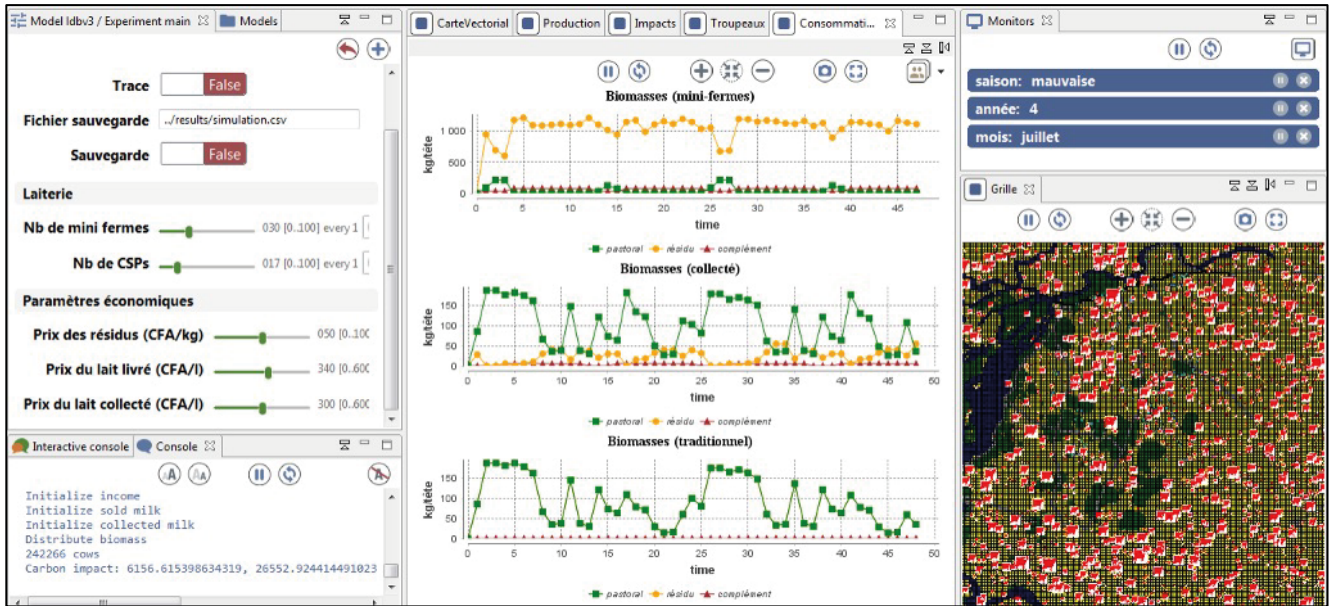 Model ldbv3 / Experiment main
Models
Trace
False
Fichier sauvegarde
../results/simulation.csv
Sauvegarde
False
Laiterie
Nb de mini fermes
030 [0..100] every 1
Nb de CSPs
017 [0..100] every 1
Paramètres économiques
Prix des résidus (CFA/kg)
050 [0..100
Prix du lait livré (CFA/l)
340 [0..600
Prix du lait collecté (CFA/l)
300 [0..600
Interactive console
Console
Initialize income
Initialize sold milk
Initialize collected milk
Distribute biomass
242266 cows
Carbon impact: 6156.615398634319, 26552.924414491023
CarteVectorial
Production
Impacts
Troupeaux
Consommati...
Biomasses (mini-fermes)
kg/tête
1 000
500
0
0 5 10 15 20 25 30 35 40 45
time
pastoral résidu complément
Biomasses (collecté)
kg/tête
150
100
50
0
0 5 10 15 20 25 30 35 40 45 50
time
pastoral résidu complément
Biomasses (traditionnel)
kg/tête
150
100
50
0
0 5 10 15 20 25 30 35 40 45 50
time
pastoral résidu complément
Monitors
saison: mauvaise
année: 4
mois: juillet
Grille